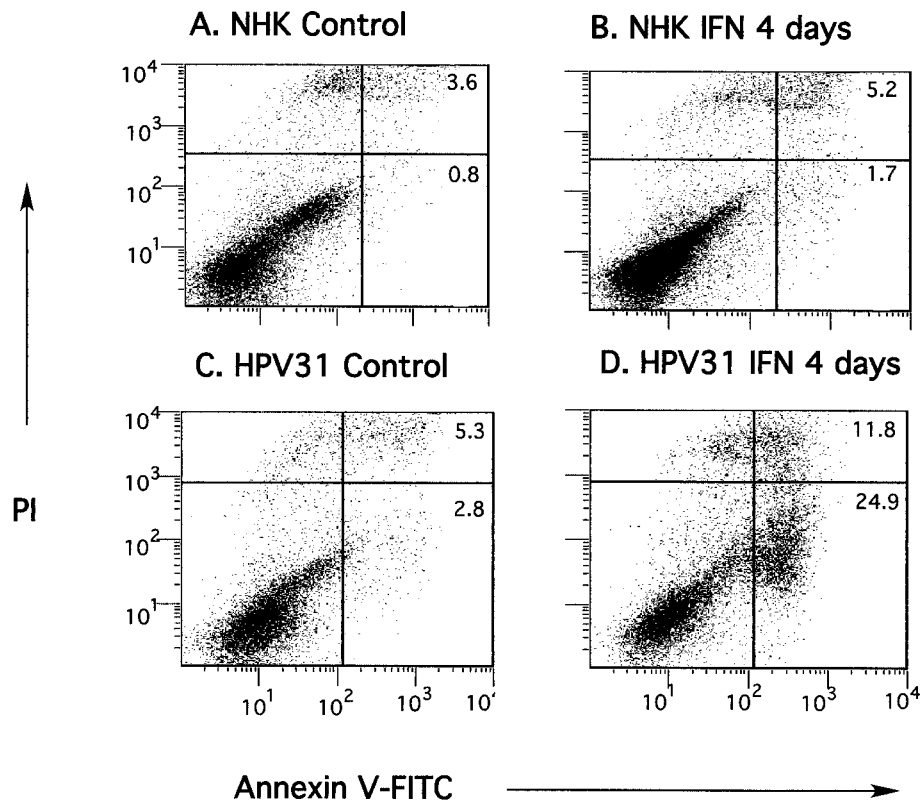 A. NHK Control
B. NHK IFN 4 days
10⁴
10³
10²
10¹
3.6
0.8
5.2
1.7
C. HPV31 Control
D. HPV31 IFN 4 days
10⁴
10³
10²
10¹
5.3
2.8
11.8
24.9
PI
10¹ 10² 10³ 10
10¹ 10² 10³ 10⁴
Annexin V-FITC